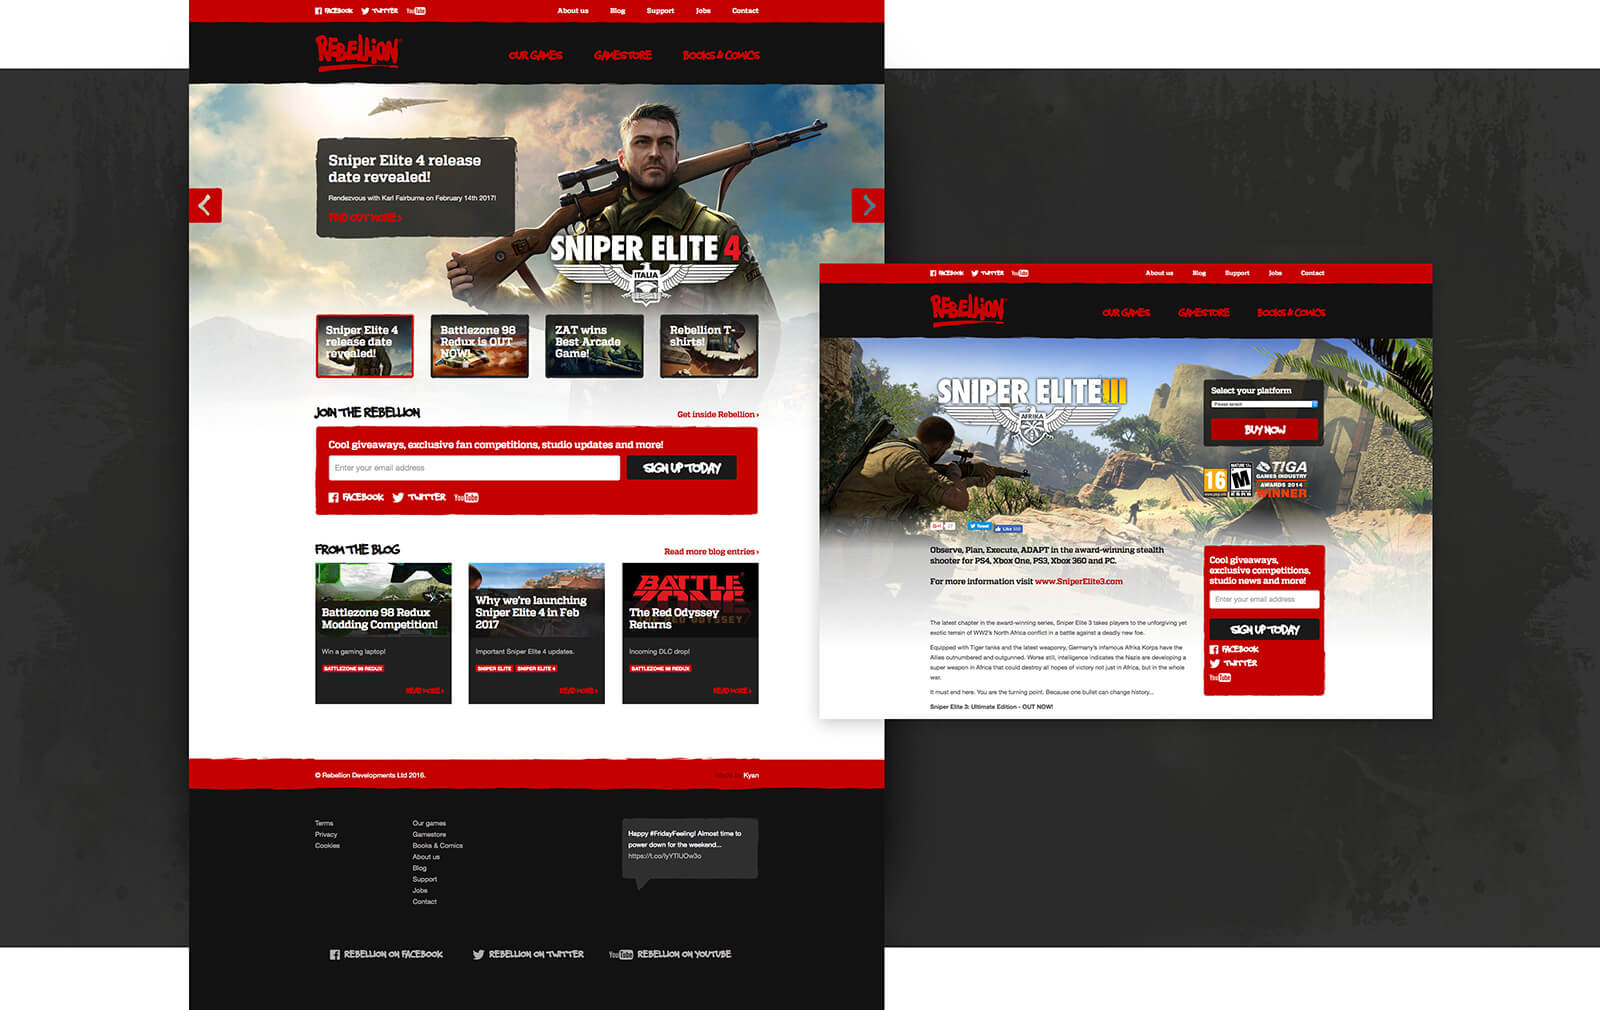 FACEBOOK TWITTER YouTube About us Blog Support Jobs Contact
REBELLION OUR GAMES GAMESTORE BOOKS & COMICS
Sniper Elite 4 release
date revealed!
Rendezvous with Karl Fairburne on February 14th 2017!
FIND OUT MORE >
SNIPER ELITE 4
ITALIA
Sniper Elite 4
release date
revealed!
Battlezone 98
Redux is OUT
NOW!
ZAT wins
Best Arcade
Game!
Rebellion T-
shirts!
JOIN THE REBELLION Get inside Rebellion ›
Cool giveaways, exclusive fan competitions, studio updates and more!
Enter your email address SIGN UP TODAY
FACEBOOK TWITTER YouTube
FROM THE BLOG Read more blog entries ›
Battlezone 98 Redux
Modding Competition!
Win a gaming laptop!
BATTLEZONE 98 REDUX
READ MORE >
Why we're launching
Sniper Elite 4 in Feb
2017
Important Sniper Elite 4 updates.
SNIPER ELITE SNIPER ELITE 4
READ MORE >
BATTLE
ZONE
THE RED ODYSSEY
The Red Odyssey
Returns
Incoming DLC drop!
BATTLEZONE 98 REDUX
READ MORE >
© Rebellion Developments Ltd 2016. Made by Kyan
Terms
Privacy
Cookies
Our games
Gamestore
Books & Comics
About us
Blog
Support
Jobs
Contact
Happy #FridayFeeling! Almost time to
power down for the weekend...
https://t.co/lyYTlUOw3o
REBELLION ON FACEBOOK REBELLION ON TWITTER YouTube REBELLION ON YOUTUBE
FACEBOOK TWITTER YouTube About us Blog Support Jobs Contact
REBELLION OUR GAMES GAMESTORE BOOKS & COMICS
SNIPER ELITE III
AFRIKA
Select your platform
Please select
BUY NOW
16
MATURE 17+
M
ESRB
TIGA
GAMES INDUSTRY
AWARDS 2014
WINNER
Tweet Like
Observe, Plan, Execute, ADAPT in the award-winning stealth
shooter for PS4, Xbox One, PS3, Xbox 360 and PC.
For more information visit www.SniperElite3.com
The latest chapter in the award-winning series, Sniper Elite 3 takes players to the unforgiving yet
exotic terrain of WW2's North Africa conflict in a battle against a deadly new foe.
Equipped with Tiger tanks and the latest weaponry, Germany's infamous Afrika Korps have the
Allies outnumbered and outgunned. Worse still, intelligence indicates the Nazis are developing a
super weapon in Africa that could destroy all hopes of victory not just in Africa, but in the whole
war.
It must end here. You are the turning point. Because one bullet can change history...
Sniper Elite 3: Ultimate Edition - OUT NOW!
Cool giveaways,
exclusive competitions,
studio news and more!
Enter your email address
SIGN UP TODAY
FACEBOOK
TWITTER
YouTube